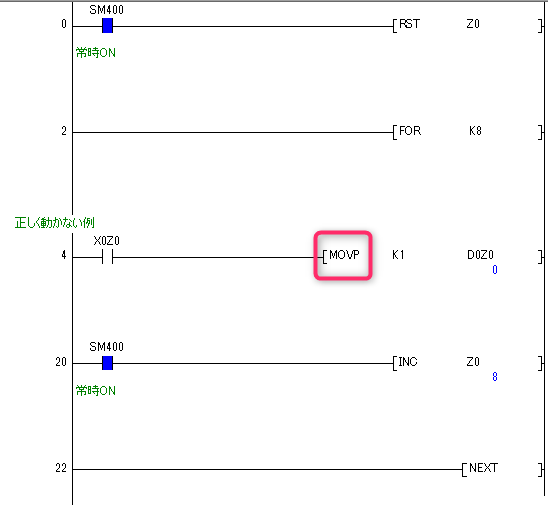 SM400
0 [RST Z0 ]
常時ON
2 [FOR K8 ]
正しく動かない例
X0Z0
4 [MOVP K1 D0Z0 ]
0
SM400
20 [INC Z0 ]
8
常時ON
22 [NEXT ]